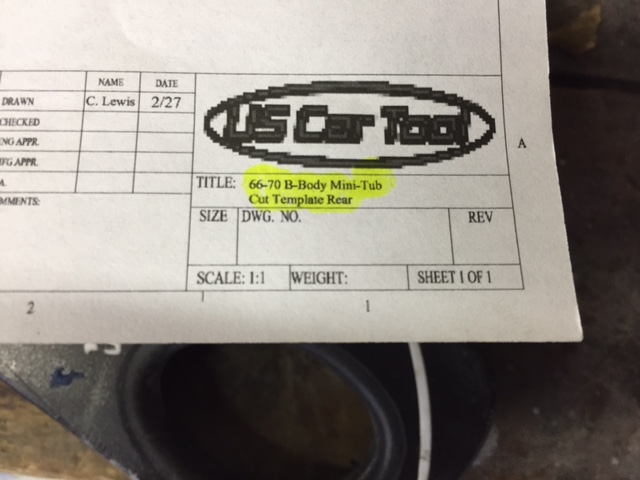 NAME DATE
DRAWN C. Lewis 2/27
CHECKED
ENG APPR.
MFG APPR.
A.
MMENTS:
US Car Tool
A
TITLE: 66-70 B-Body Mini-Tub
Cut Template Rear
SIZE DWG. NO. REV
SCALE: 1:1 WEIGHT: SHEET 1 OF 1
2 1